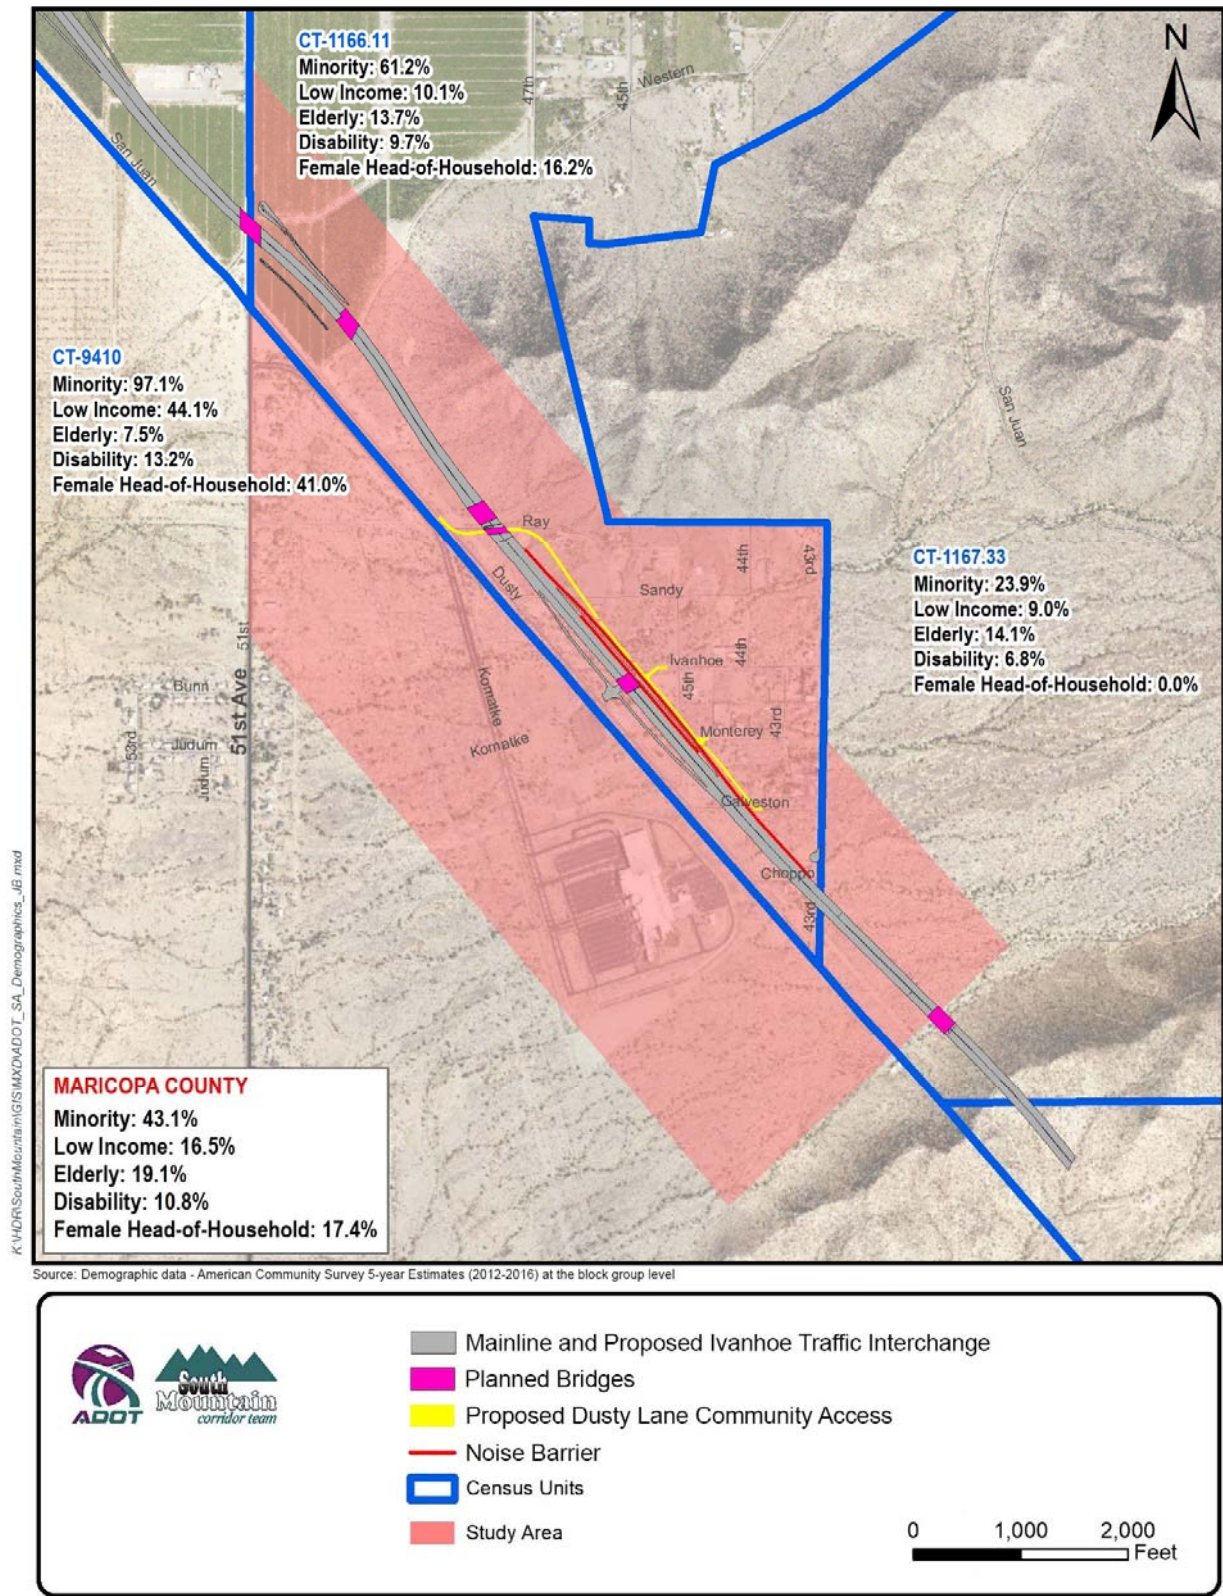 N
CT-1166.11
Minority: 61.2%
Low Income: 10.1%
Elderly: 13.7%
Disability: 9.7%
Female Head-of-Household: 16.2%
47th
45th
Western
San Juan
San Juan
CT-9410
Minority: 97.1%
Low Income: 44.1%
Elderly: 7.5%
Disability: 13.2%
Female Head-of-Household: 41.0%
Ray
Dusty
Sandy
44th
43rd
CT-1167.33
Minority: 23.9%
Low Income: 9.0%
Elderly: 14.1%
Disability: 6.8%
Female Head-of-Household: 0.0%
51st
51st Ave
Bunn
53rd
Judum
Judum
Komatke
Komatke
Ivanhoe
44th
45th
Monterey
43rd
Galveston
Choppo
43rd
MARICOPA COUNTY
Minority: 43.1%
Low Income: 16.5%
Elderly: 19.1%
Disability: 10.8%
Female Head-of-Household: 17.4%
K:\HDR\SouthMountain\GIS\MXD\ADOT_SA_Demographics_JB.mxd
Source: Demographic data - American Community Survey 5-year Estimates (2012-2016) at the block group level
ADOT
South
Mountain
corridor team
Mainline and Proposed Ivanhoe Traffic Interchange
Planned Bridges
Proposed Dusty Lane Community Access
Noise Barrier
Census Units
Study Area
0 1,000 2,000
Feet